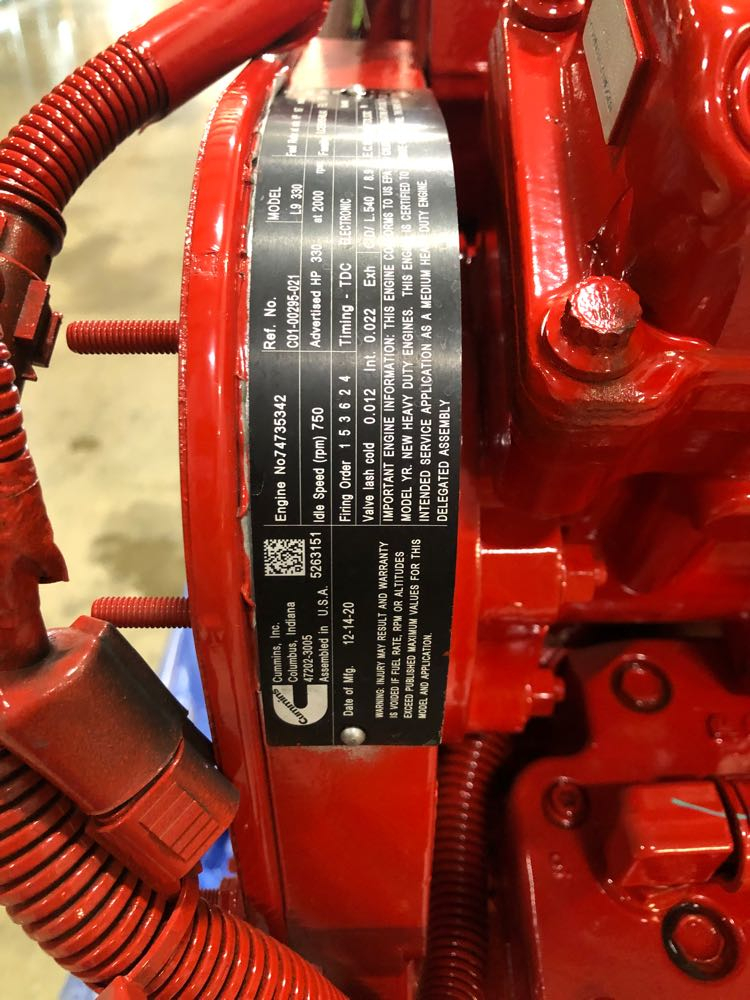 Cummins
Cummins, Inc.
Columbus, Indiana
47202-3005
Assembled in U.S.A.
5263151
Date of Mfg. 12-14-20
WARNING: INJURY MAY RESULT AND WARRANTY
IS VOIDED IF FUEL RATE, RPM OR ALTITUDES
EXCEED PUBLISHED MAXIMUM VALUES FOR THIS
MODEL AND APPLICATION.
Engine No 74735342
Ref. No.
C01-00295-021
MODEL
L9 330
Idle Speed (rpm) 750
Advertised HP 330 at 2000 rpm
Firing Order 1 5 3 6 2 4
Timing - TDC ELECTRONIC
Valve lash cold 0.012 Int. 0.022 Exh
L.540 / 8.9
IMPORTANT ENGINE INFORMATION: THIS ENGINE CONFORMS TO US EPA
MODEL YR. NEW HEAVY DUTY ENGINES. THIS ENGINE IS CERTIFIED TO
INTENDED SERVICE APPLICATION AS A MEDIUM HEAVY DUTY ENGINE.
DELEGATED ASSEMBLY